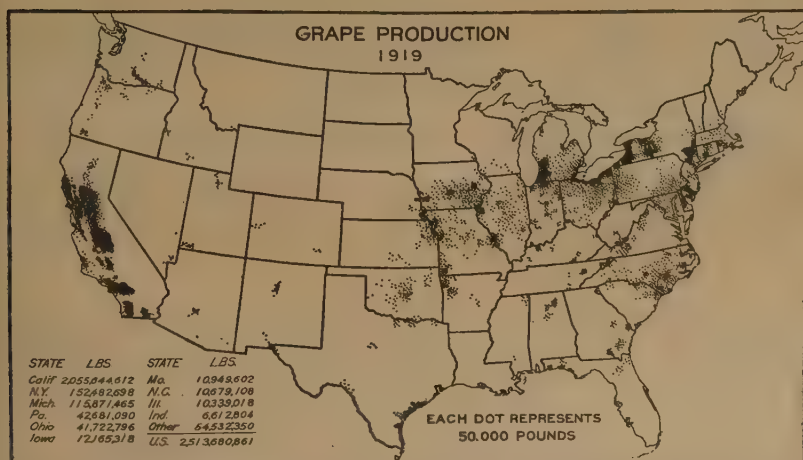 GRAPE PRODUCTION
1919
STATE LBS STATE LBS.
Calif 2,055,644,612 Mo. 10,949,602
N.Y. 152,482,698 N.C. 10,679,108
Mich. 115,871,465 Ill. 10,339,018
Pa. 42,681,090 Ind. 6,612,804
Ohio 41,722,796 Other 54,532,350
Iowa 12,165,318 U.S. 2,513,680,861
EACH DOT REPRESENTS
50.000 POUNDS